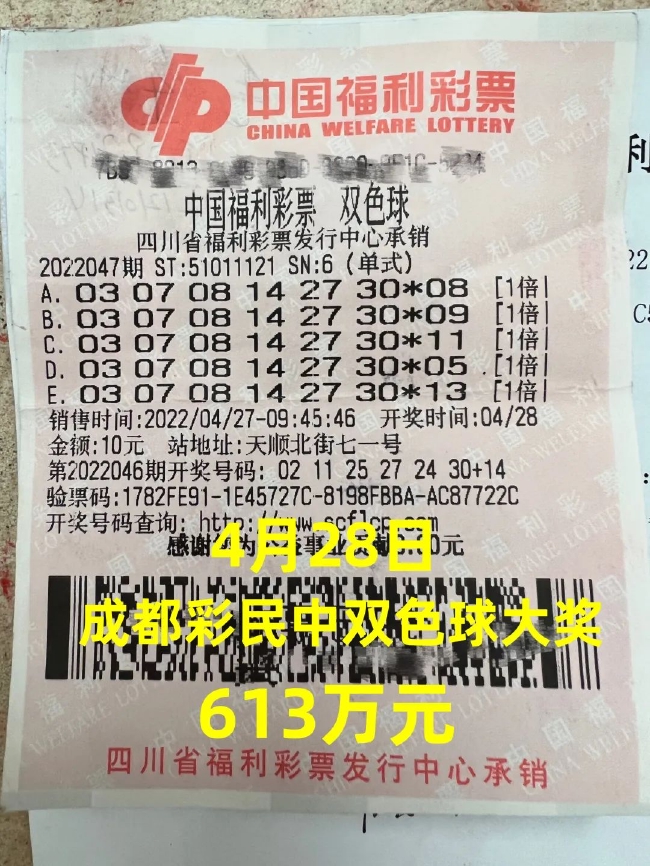 中国福利彩票
CHINA WELFARE LOTTERY
中国福利彩票 双色球
四川省福利彩票发行中心承销
2022047期 ST:51011121 SN:6 (单式)
A. 03 07 08 14 27 30*08 [1倍]
B. 03 07 08 14 27 30*09 [1倍]
C. 03 07 08 14 27 30*11 [1倍]
D. 03 07 08 14 27 30*05 [1倍]
E. 03 07 08 14 27 30*13 [1倍]
销售时间:2022/04/27-09:45:46 开奖时间:04/28
金额:10元 站地址:天顺北街七一号
第2022046期开奖号码: 02 11 25 27 24 30+14
验票码:1782FE91-1E45727C-8198FBBA-AC87722C
开奖号码查询: http://www.scflcp.com
感谢
元
4月28日
成都彩民中双色球大奖
613万元
四川省福利彩票发行中心承销